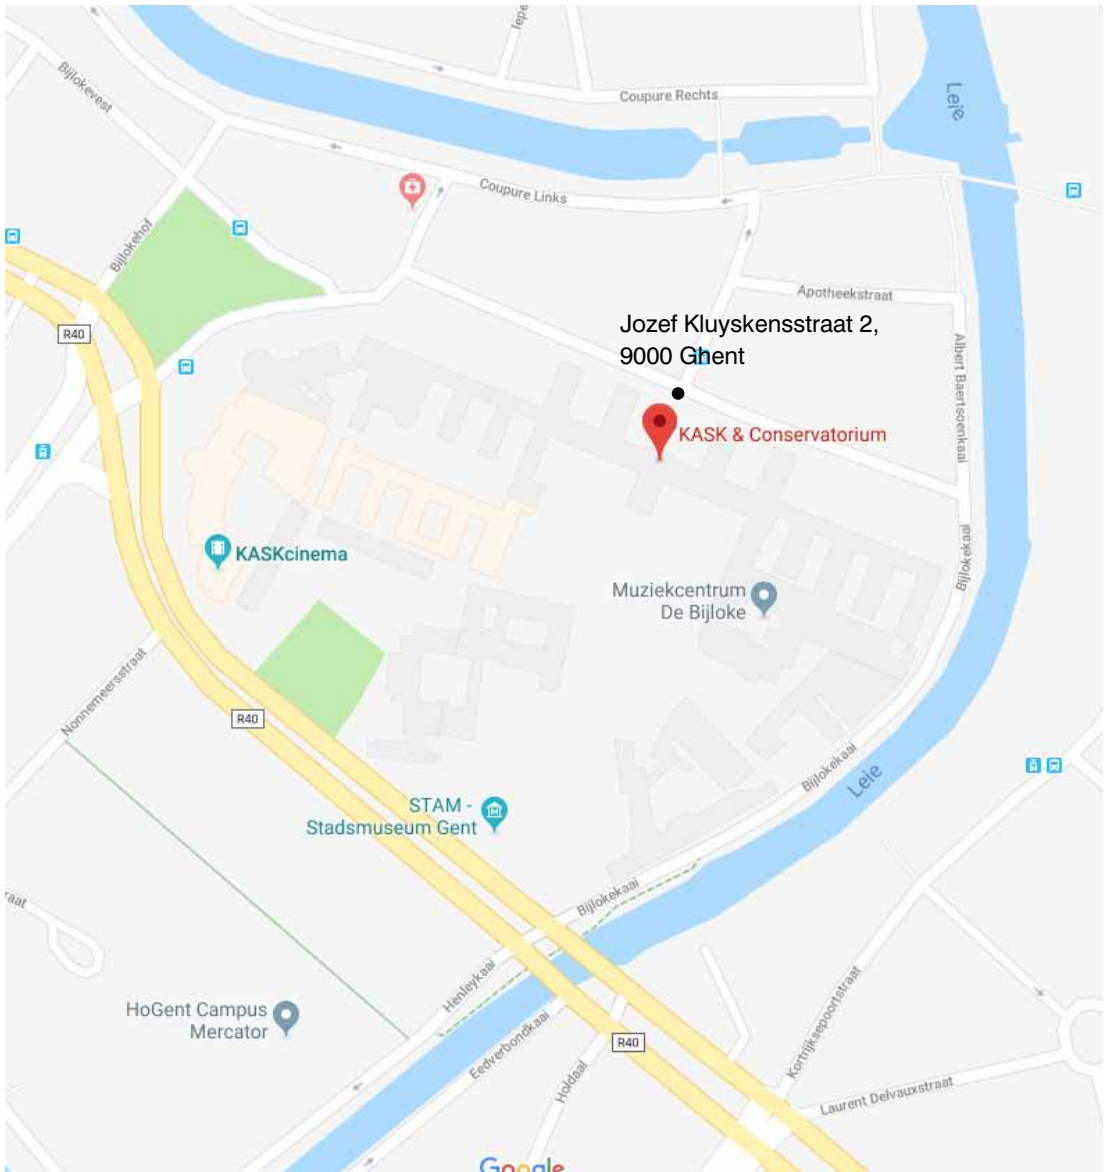 Iepe
Leie
Bijlokevest
Coupure Rechts
Coupure Links
Bijlokehof
Apotheekstraat
Jozef Kluyskensstraat 2,
9000 Ghent
R40
Albert Baertsoenkaai
KASK & Conservatorium
KASKcinema
Bijlokekaai
Muziekcentrum
De Bijloke
Nonnemeersstraat
R40
Bijlokekaai
Leie
STAM -
Stadsmuseum Gent
Bijlokekaai
raat
Henleykaai
HoGent Campus
Mercator
Eedverbondkaai
Kortrijksepoortstraat
R40
Holdaal
Laurent Delvauxstraat
Google